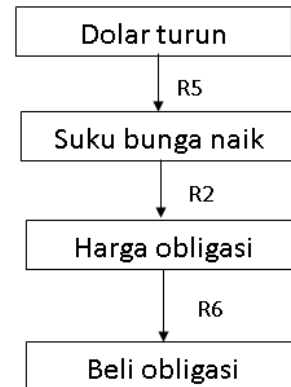 Dolar turun
R5
Suku bunga naik
R2
Harga obligasi
R6
Beli obligasi